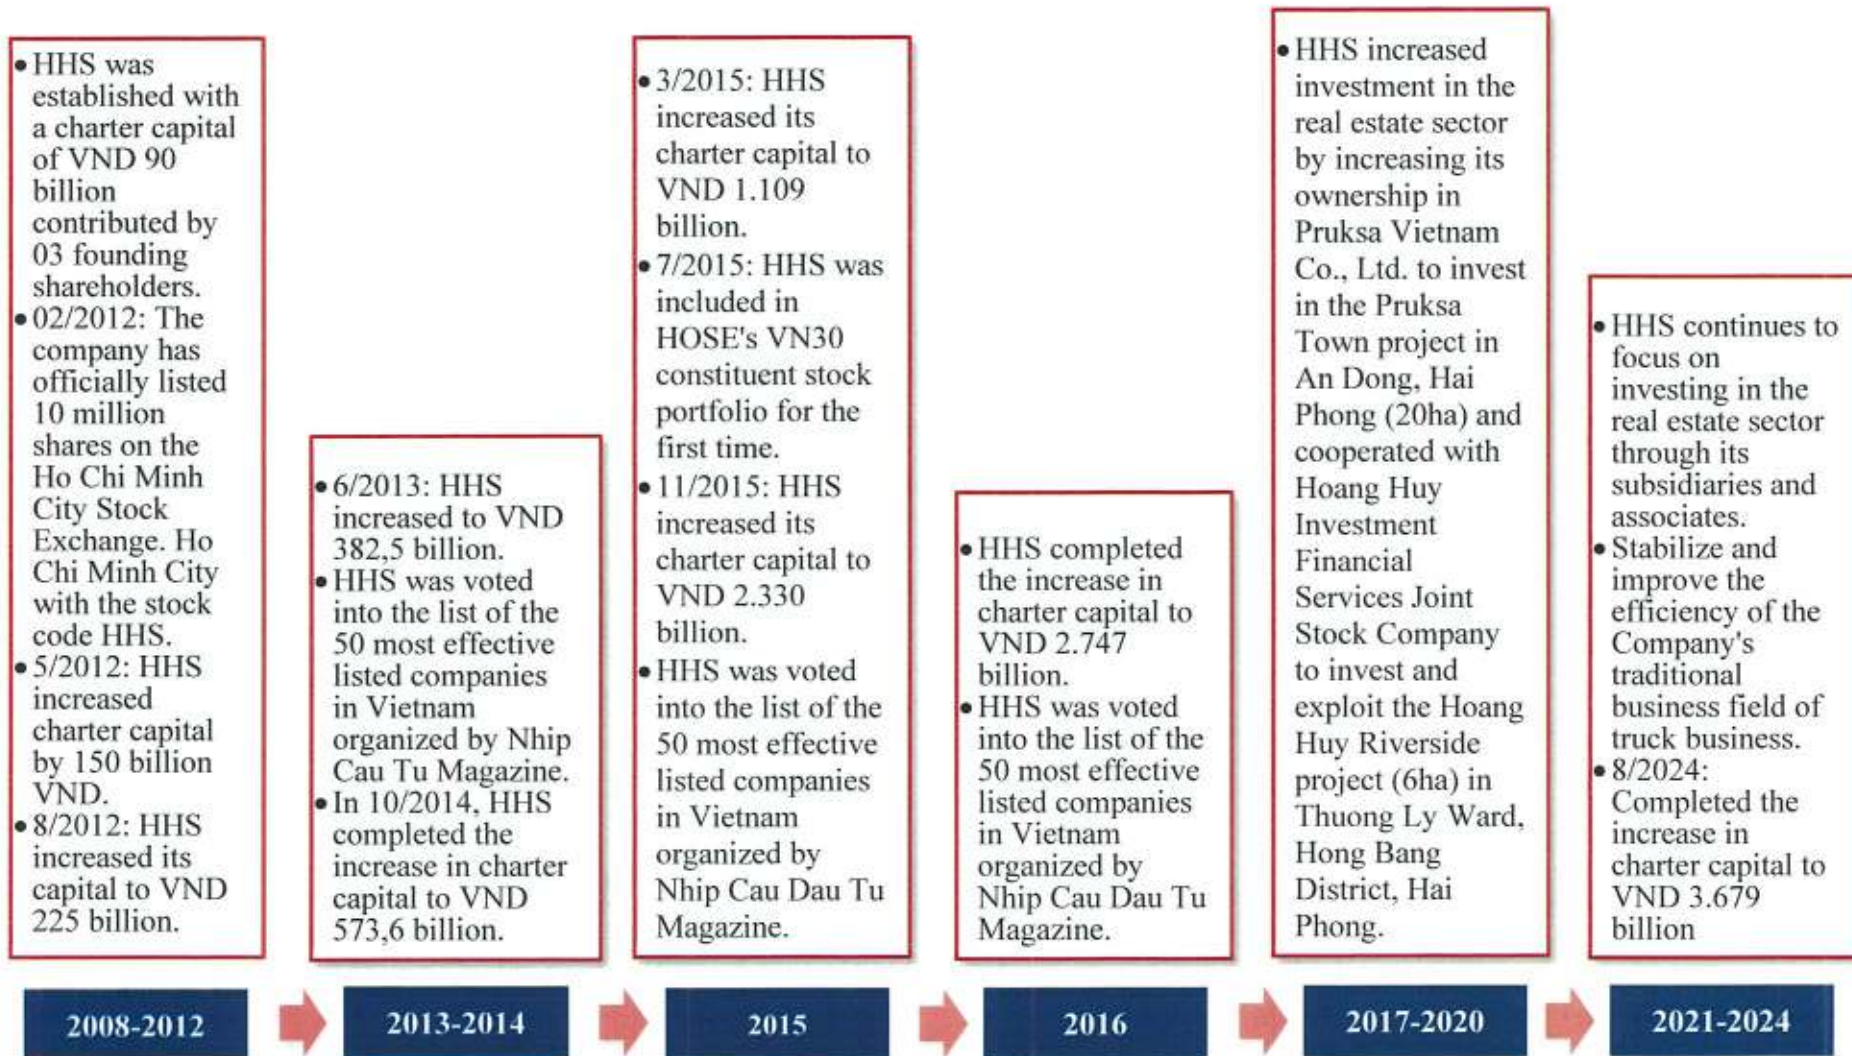 • HHS was
established with
a charter capital
of VND 90
billion
contributed by
03 founding
shareholders.
• 02/2012: The
company has
officially listed
10 million
shares on the
Ho Chi Minh
City Stock
Exchange. Ho
Chi Minh City
with the stock
code HHS.
• 5/2012: HHS
increased
charter capital
by 150 billion
VND.
• 8/2012: HHS
increased its
capital to VND
225 billion.
2008-2012
• 6/2013: HHS
increased to VND
382,5 billion.
• HHS was voted
into the list of the
50 most effective
listed companies
in Vietnam
organized by Nhip
Cau Tu Magazine.
• In 10/2014, HHS
completed the
increase in charter
capital to VND
573,6 billion.
2013-2014
• 3/2015: HHS
increased its
charter capital to
VND 1.109
billion.
• 7/2015: HHS was
included in
HOSE's VN30
constituent stock
portfolio for the
first time.
• 11/2015: HHS
increased its
charter capital to
VND 2.330
billion.
• HHS was voted
into the list of the
50 most effective
listed companies
in Vietnam
organized by
Nhip Cau Dau Tu
Magazine.
2015
• HHS completed
the increase in
charter capital to
VND 2.747
billion.
• HHS was voted
into the list of the
50 most effective
listed companies
in Vietnam
organized by
Nhip Cau Dau Tu
Magazine.
2016
• HHS increased
investment in the
real estate sector
by increasing its
ownership in
Pruksa Vietnam
Co., Ltd. to invest
in the Pruksa
Town project in
An Dong, Hai
Phong (20ha) and
cooperated with
Hoang Huy
Investment
Financial
Services Joint
Stock Company
to invest and
exploit the Hoang
Huy Riverside
project (6ha) in
Thuong Ly Ward,
Hong Bang
District, Hai
Phong.
2017-2020
• HHS continues to
focus on
investing in the
real estate sector
through its
subsidiaries and
associates.
• Stabilize and
improve the
efficiency of the
Company's
traditional
business field of
truck business.
• 8/2024:
Completed the
increase in
charter capital to
VND 3.679
billion
2021-2024